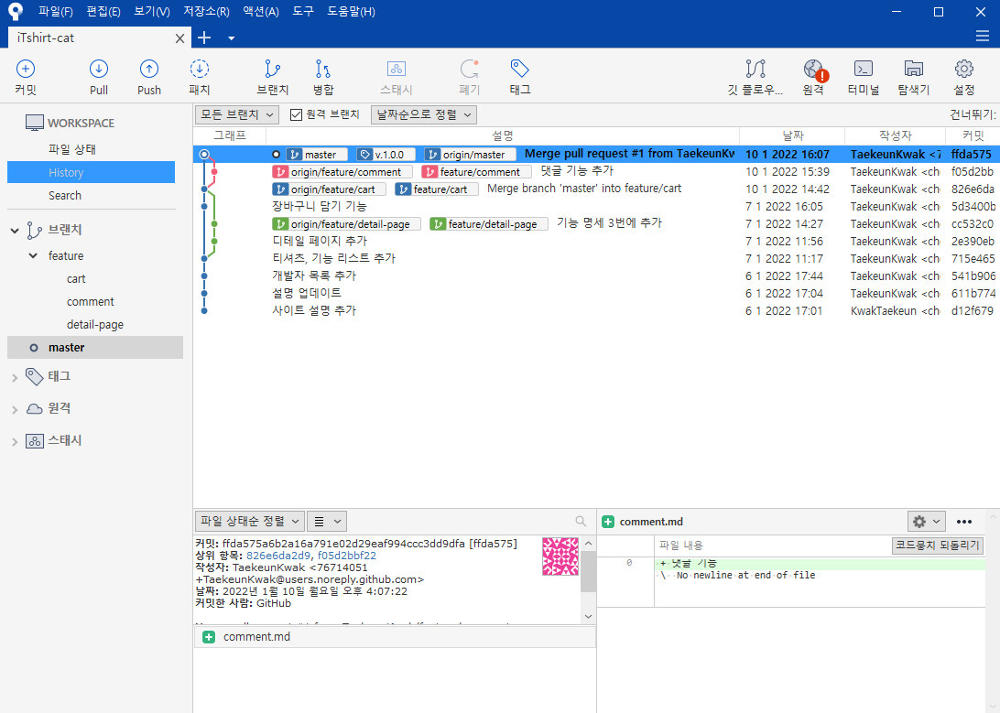 파일(F) 편집(E) 보기(V) 저장소(R) 액션(A) 도구 도움말(H)
iTshirt-cat
커밋 Pull Push 패치 브랜치 병합 스태시 폐기 태그 깃 플로우... 원격 터미널 탐색기 설정
WORKSPACE
파일 상태
History
Search
브랜치
feature
cart
comment
detail-page
master
태그
원격
스태시
모든 브랜치 원격 브랜치 날짜순으로 정렬 건너뛰기:
그래프 설명 날짜 작성자 커밋
master v.1.0.0 origin/master Merge pull request #1 from TaekeunKw 10 1 2022 16:07 TaekeunKwak <7 ffda575
origin/feature/comment feature/comment 댓글 기능 추가 10 1 2022 15:39 TaekeunKwak <ch f05d2bb
origin/feature/cart feature/cart Merge branch 'master' into feature/cart 10 1 2022 14:42 TaekeunKwak <ch 826e6da
장바구니 담기 기능 7 1 2022 16:05 TaekeunKwak <ch 5d3400b
origin/feature/detail-page feature/detail-page 기능 명세 3번에 추가 7 1 2022 14:27 TaekeunKwak <ch cc532c0
디테일 페이지 추가 7 1 2022 11:56 TaekeunKwak <ch 2e390eb
티셔츠, 기능 리스트 추가 7 1 2022 11:17 TaekeunKwak <ch 715e465
개발자 목록 추가 6 1 2022 17:44 TaekeunKwak <ch 541b906
설명 업데이트 6 1 2022 17:04 TaekeunKwak <ch 611b774
사이트 설명 추가 6 1 2022 17:01 KwakTaekeun <ch d12f679
파일 상태순 정렬
커밋: ffda575a6b2a16a791e02d29eaf994ccc3dd9dfa [ffda575]
상위 항목: 826e6da2d9, f05d2bbf22
작성자: TaekeunKwak <76714051
+TaekeunKwak@users.noreply.github.com>
날짜: 2022년 1월 10일 월요일 오후 4:07:22
커밋한 사람: GitHub
comment.md
comment.md
파일 내용 코드뭉치 되돌리기
0 + 댓글 기능
\ No newline at end of file